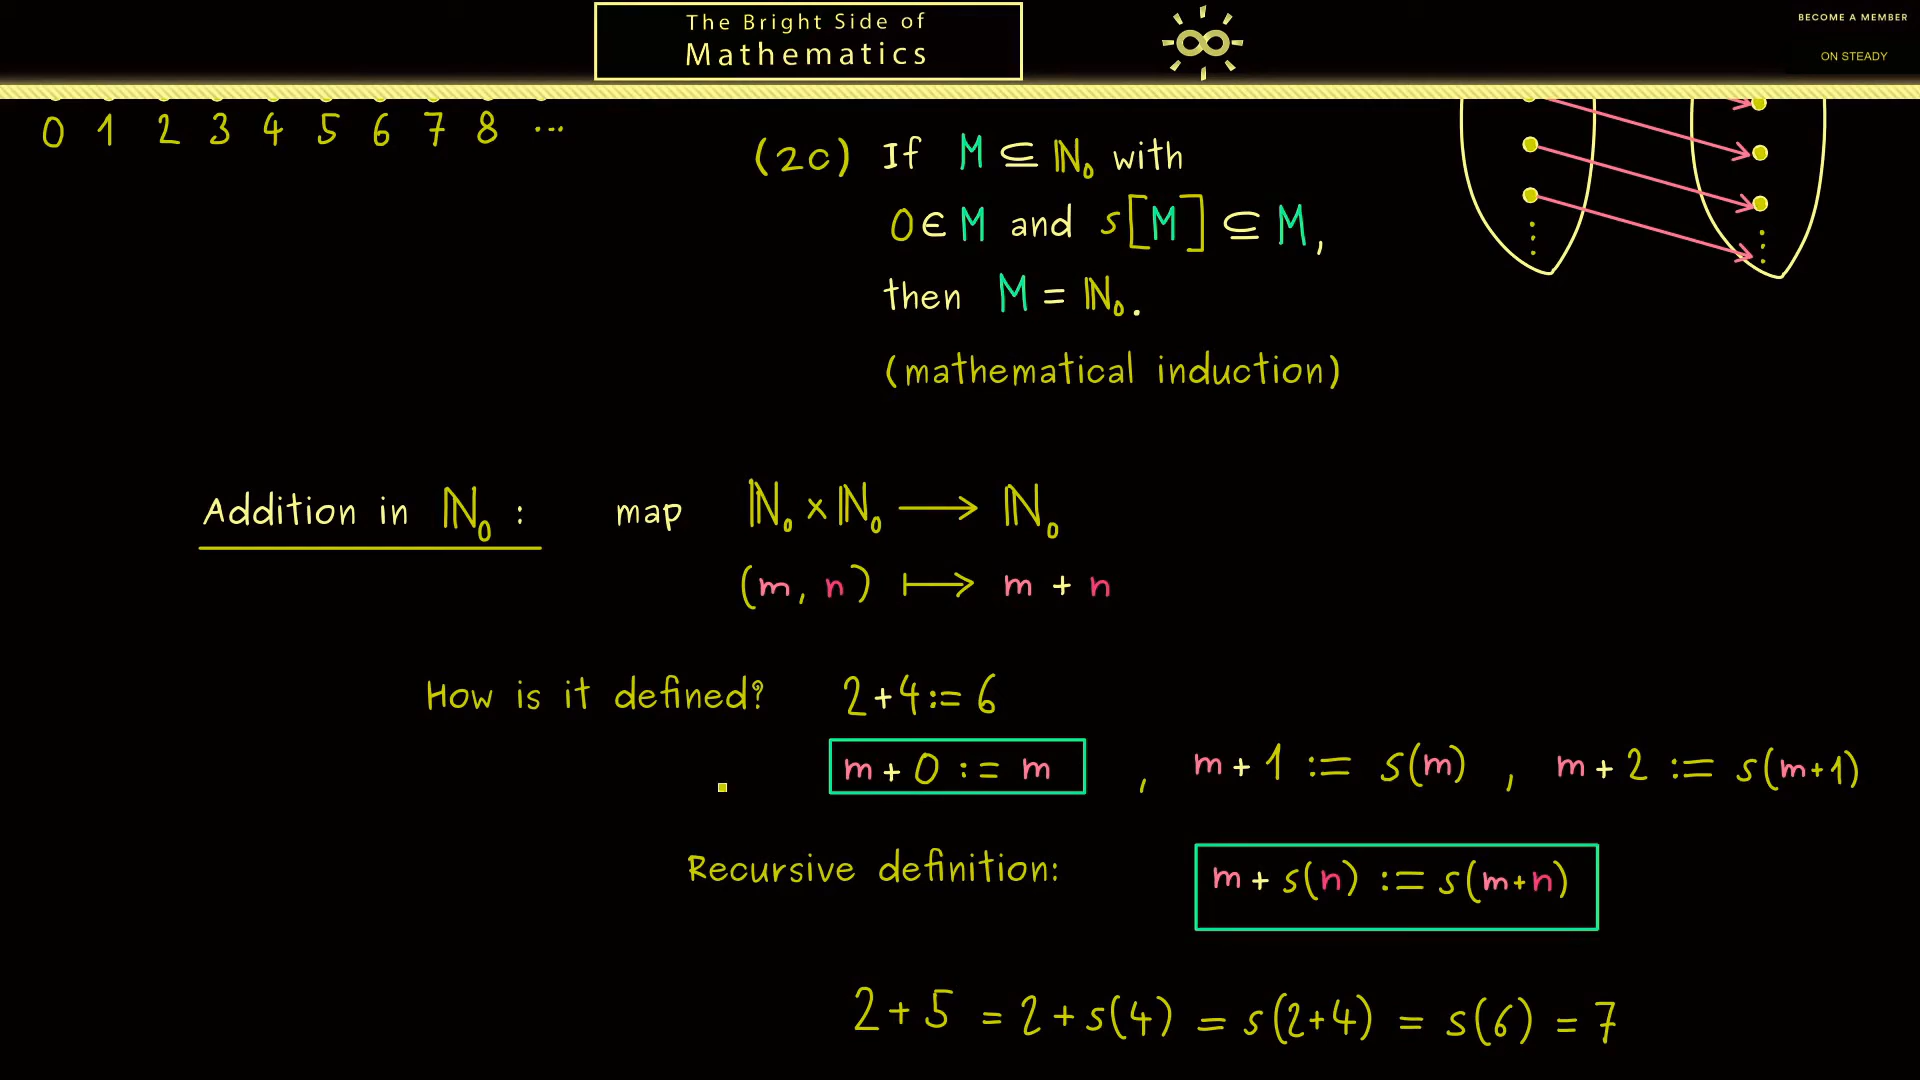 The Bright Side of
Mathematics
BECOME A MEMBER
ON STEADY
0 1 2 3 4 5 6 7 8 ...
(2c) If M ⊆ ℕ₀ with
0 ∈ M and s[M] ⊆ M,
then M = ℕ₀.
(mathematical induction)
Addition in ℕ₀ : map ℕ₀ × ℕ₀ ⟶ ℕ₀
(m, n) ⟼ m + n
How is it defined? 2 + 4 := 6
m + 0 := m , m + 1 := s(m) , m + 2 := s(m+1)
Recursive definition: m + s(n) := s(m+n)
2 + 5 = 2 + s(4) = s(2+4) = s(6) = 7